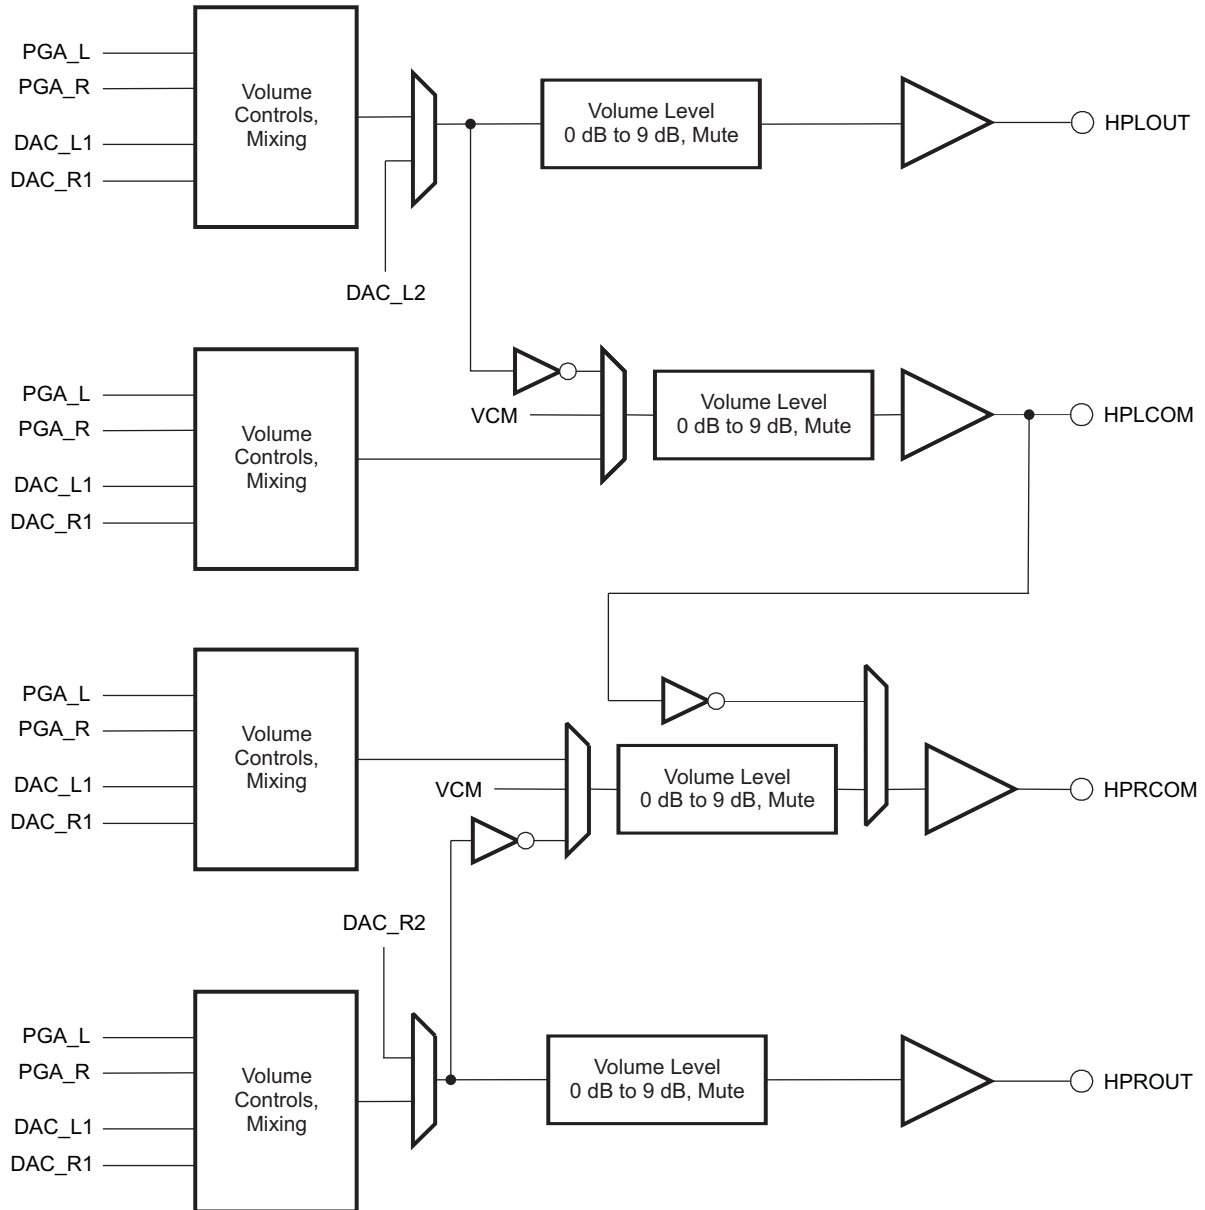 PGA_L
PGA_R
DAC_L1
DAC_R1
Volume
Controls,
Mixing
DAC_L2
Volume Level
0 dB to 9 dB, Mute
HPLOUT
PGA_L
PGA_R
DAC_L1
DAC_R1
Volume
Controls,
Mixing
VCM
Volume Level
0 dB to 9 dB, Mute
HPLCOM
PGA_L
PGA_R
DAC_L1
DAC_R1
Volume
Controls,
Mixing
VCM
Volume Level
0 dB to 9 dB, Mute
HPRCOM
DAC_R2
PGA_L
PGA_R
DAC_L1
DAC_R1
Volume
Controls,
Mixing
Volume Level
0 dB to 9 dB, Mute
HPROUT